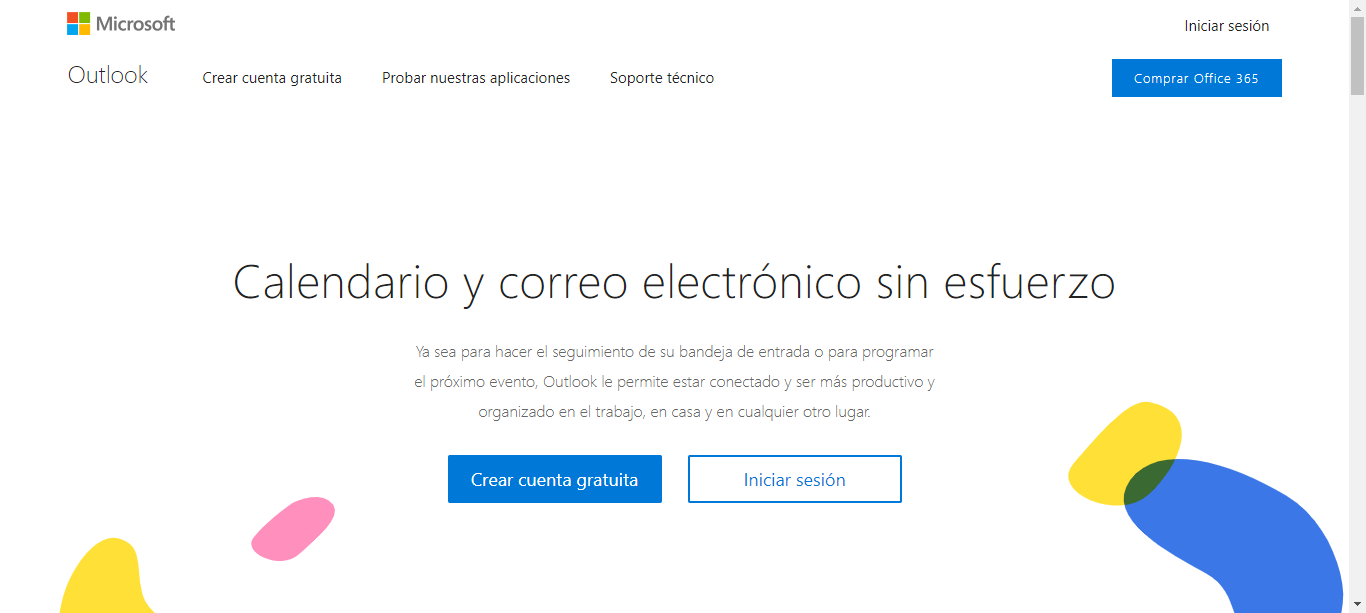 Microsoft
Iniciar sesión
Outlook
Crear cuenta gratuita
Probar nuestras aplicaciones
Soporte técnico
Comprar Office 365
Calendario y correo electrónico sin esfuerzo
Ya sea para hacer el seguimiento de su bandeja de entrada o para programar
el próximo evento, Outlook le permite estar conectado y ser más productivo y
organizado en el trabajo, en casa y en cualquier otro lugar.
Crear cuenta gratuita
Iniciar sesión